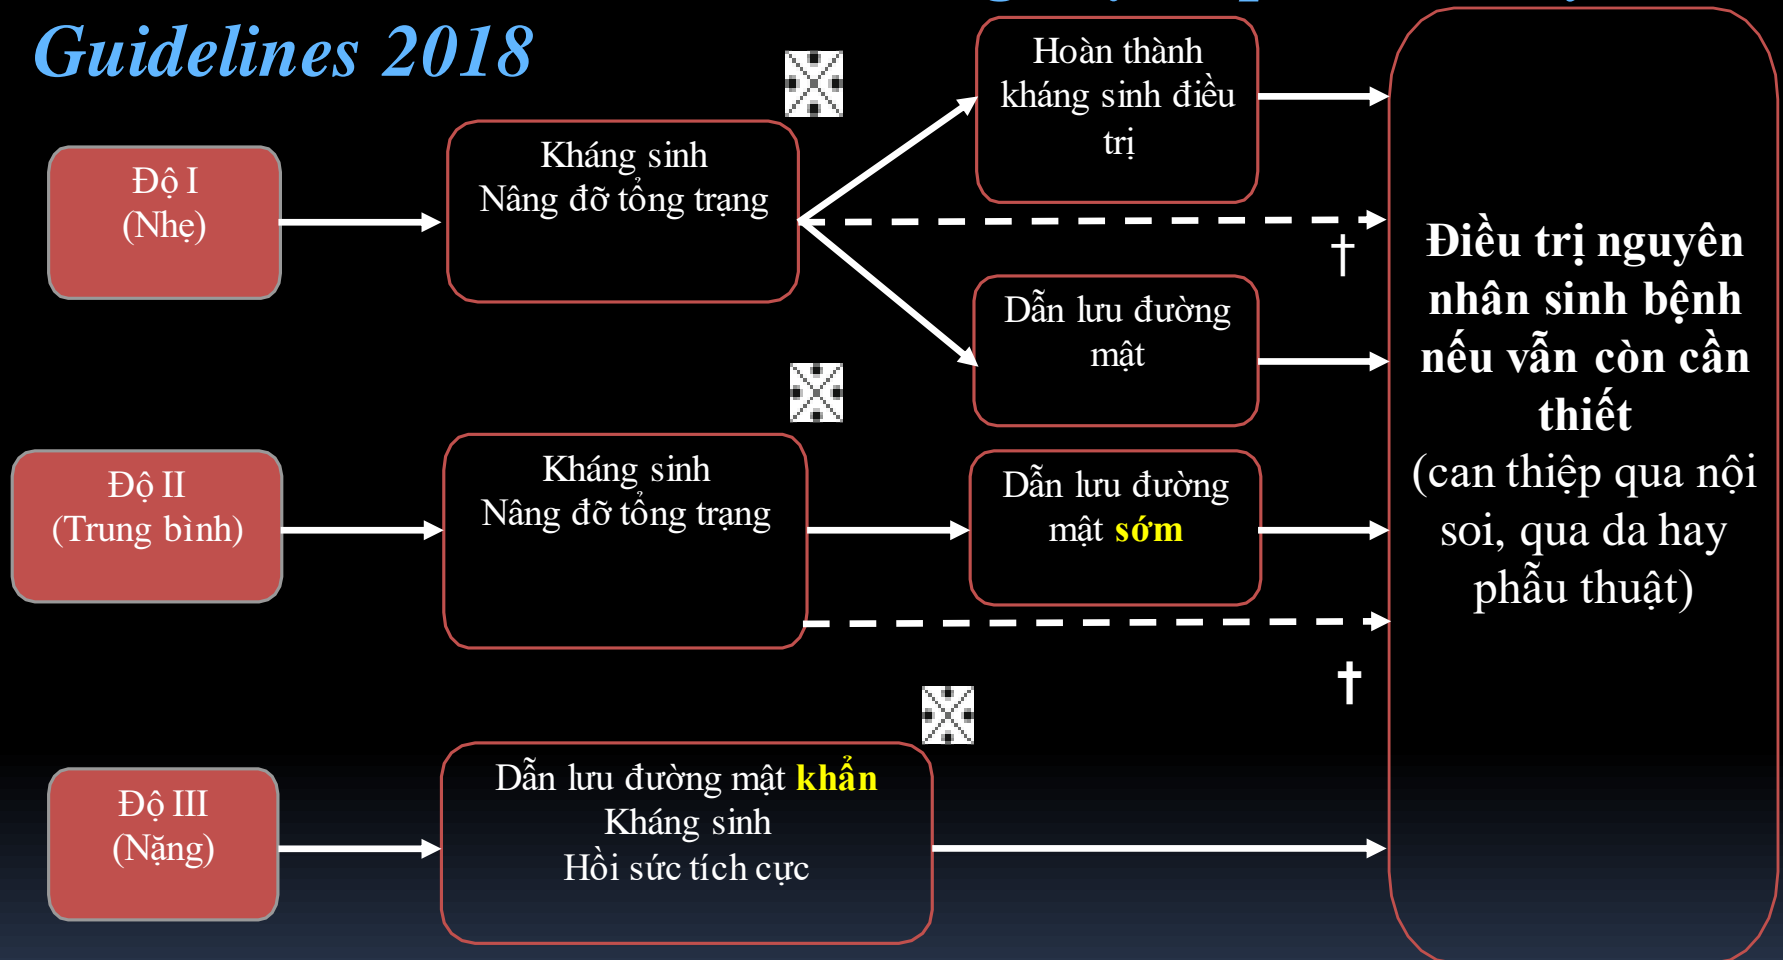 Guidelines 2018
Độ I
(Nhẹ)
Kháng sinh
Nâng đỡ tổng trạng
Hoàn thành
kháng sinh điều
trị
†
Dẫn lưu đường
mật
Độ II
(Trung bình)
Kháng sinh
Nâng đỡ tổng trạng
Dẫn lưu đường
mật sớm
†
Độ III
(Nặng)
Dẫn lưu đường mật khẩn
Kháng sinh
Hồi sức tích cực
Điều trị nguyên
nhân sinh bệnh
nếu vẫn còn cần
thiết
(can thiệp qua nội
soi, qua da hay
phẫu thuật)